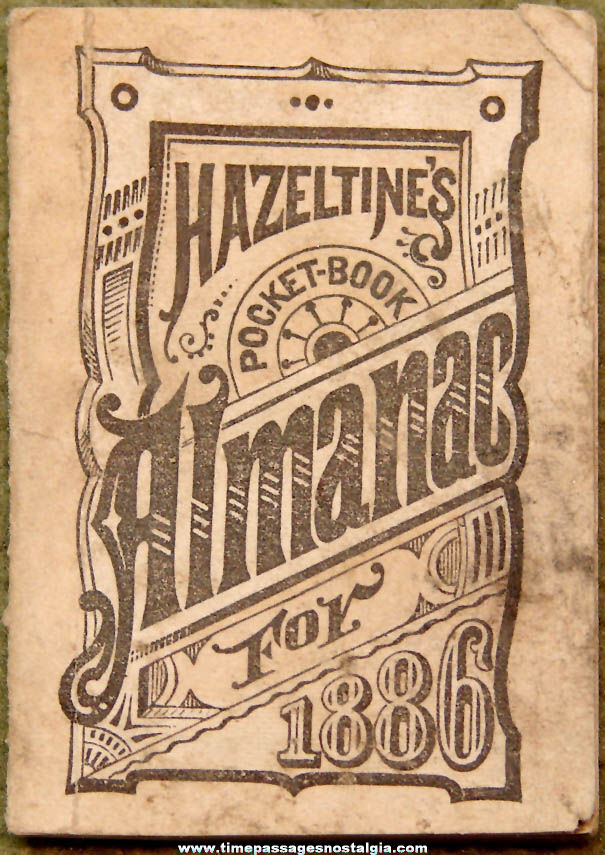 HAZELTINE'S
POCKET-BOOK
Almanac
For
1886
www.timepassagesnostalgia.com